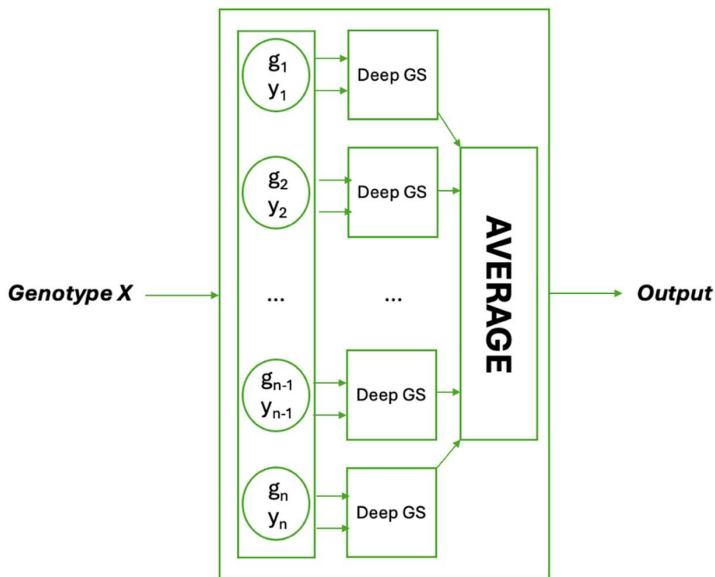 g₁
y₁
Deep GS
g₂
y₂
Deep GS
Genotype X
...
...
AVERAGE
Output
gₙ₋₁
yₙ₋₁
Deep GS
gₙ
yₙ
Deep GS